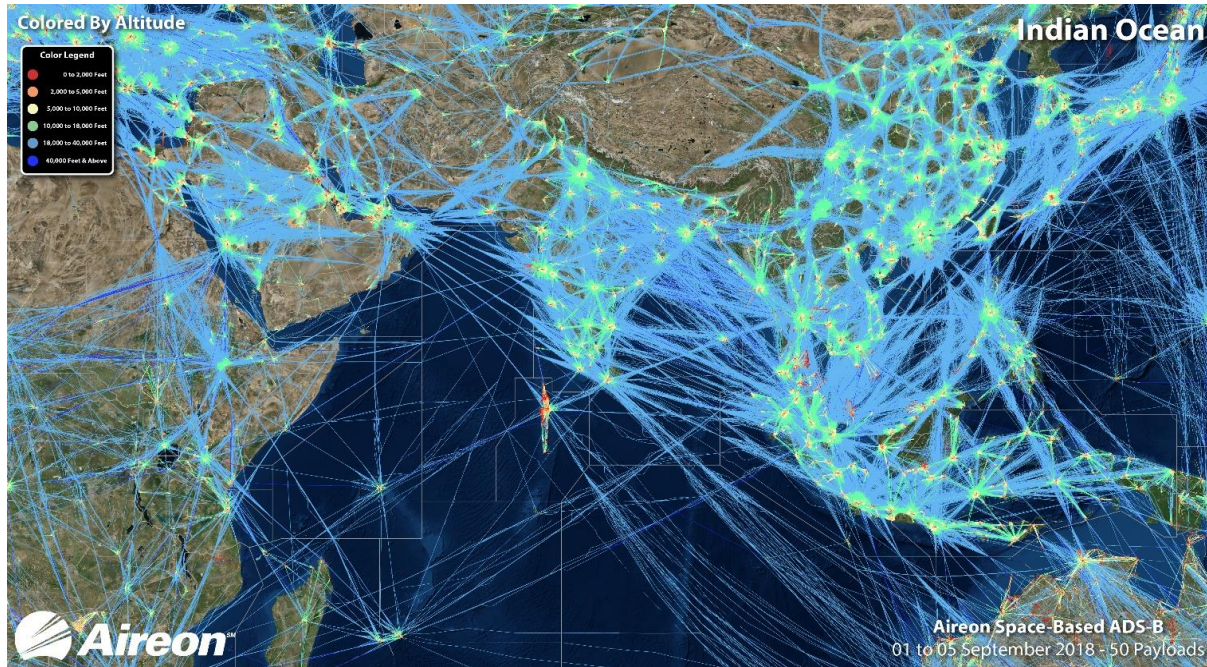 Colored By Altitude
Indian Ocean
Color Legend
0 to 2,000 Feet
2,000 to 5,000 Feet
5,000 to 10,000 Feet
10,000 to 18,000 Feet
18,000 to 40,000 Feet
40,000 Feet & Above
Aireon SM
Aireon Space-Based ADS-B
01 to 05 September 2018 - 50 Payloads